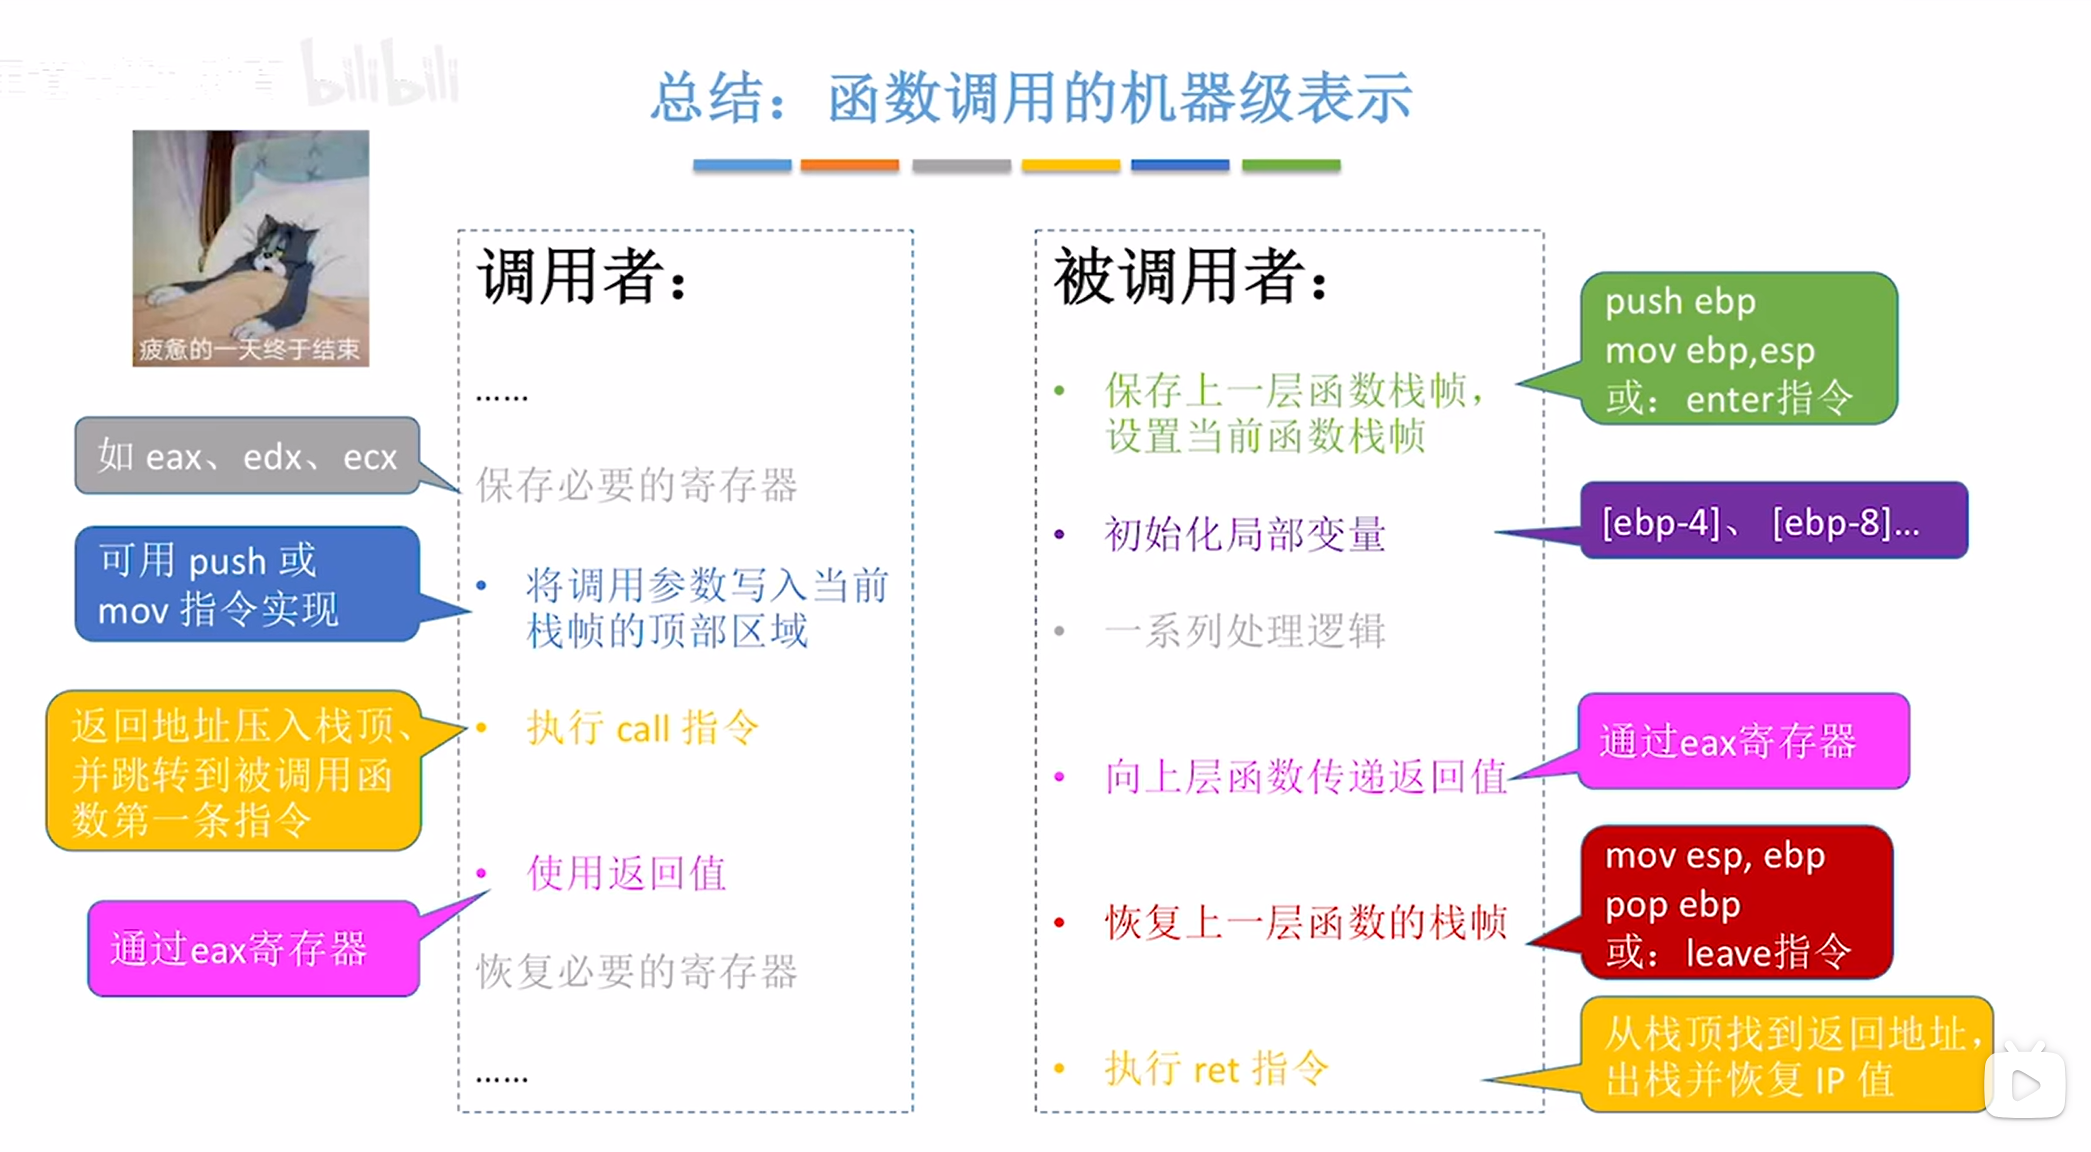 bilibili
总结：函数调用的机器级表示
疲惫的一天终于结束
调用者：
……
如 eax、edx、ecx
保存必要的寄存器
可用 push 或
mov 指令实现
将调用参数写入当前
栈帧的顶部区域
返回地址压入栈顶、
并跳转到被调用函
数第一条指令
执行 call 指令
使用返回值
通过eax寄存器
恢复必要的寄存器
……
被调用者：
保存上一层函数栈帧，
设置当前函数栈帧
push ebp
mov ebp,esp
或：enter指令
初始化局部变量
[ebp-4]、 [ebp-8]...
一系列处理逻辑
向上层函数传递返回值
通过eax寄存器
恢复上一层函数的栈帧
mov esp, ebp
pop ebp
或：leave指令
执行 ret 指令
从栈顶找到返回地址，
出栈并恢复 IP 值